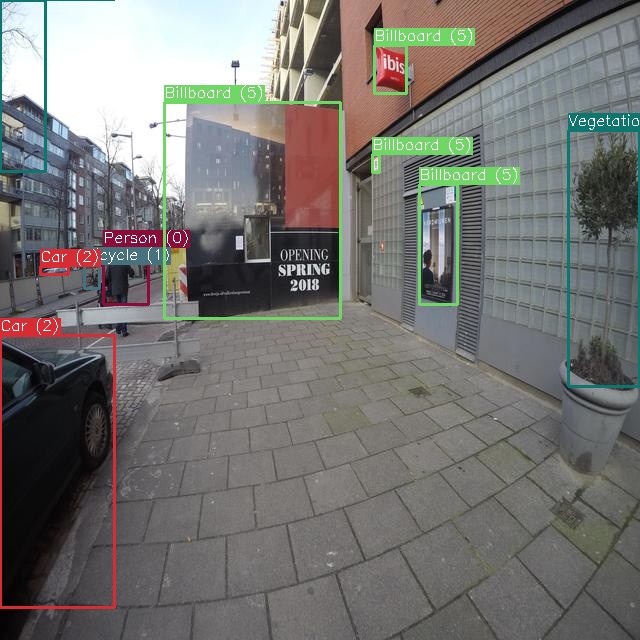 Billboard (5)
ibis
HOTELS
Billboard (5)
Vegetatio
Billboard (5)
Billboard (5)
Person (0)
Car (2)
cycle (1)
OPENING
SPRING
2018
Car (2)